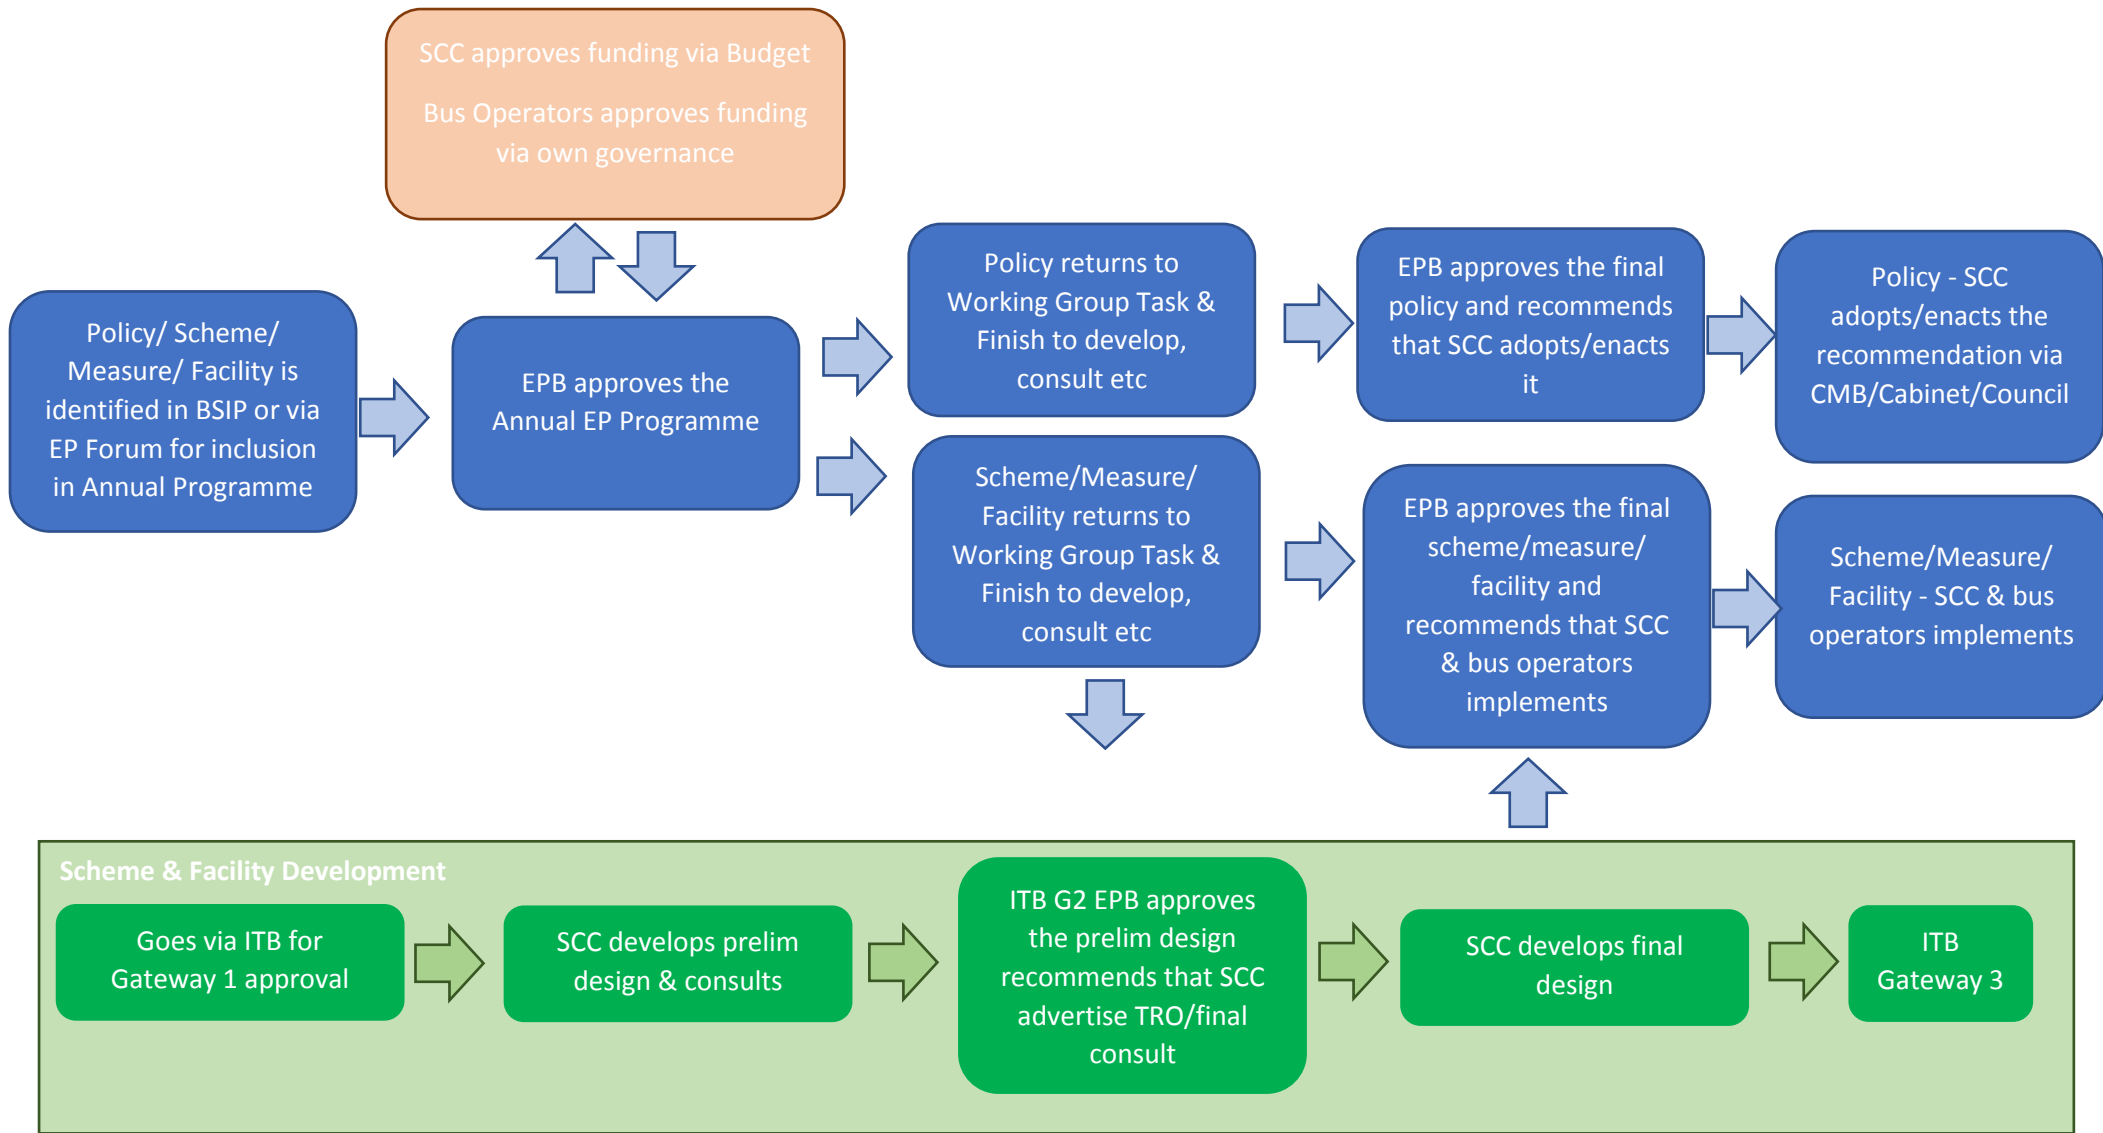 SCC approves funding via Budget
Bus Operators approves funding
via own governance
Policy/ Scheme/
Measure/ Facility is
identified in BSIP or via
EP Forum for inclusion
in Annual Programme
EPB approves the
Annual EP Programme
Policy returns to
Working Group Task &
Finish to develop,
consult etc
EPB approves the final
policy and recommends
that SCC adopts/enacts
it
Policy - SCC
adopts/enacts the
recommendation via
CMB/Cabinet/Council
Scheme/Measure/
Facility returns to
Working Group Task &
Finish to develop,
consult etc
EPB approves the final
scheme/measure/
facility and
recommends that SCC
& bus operators
implements
Scheme/Measure/
Facility - SCC & bus
operators implements
Scheme & Facility Development
Goes via ITB for
Gateway 1 approval
SCC develops prelim
design & consults
ITB G2 EPB approves
the prelim design
recommends that SCC
advertise TRO/final
consult
SCC develops final
design
ITB
Gateway 3